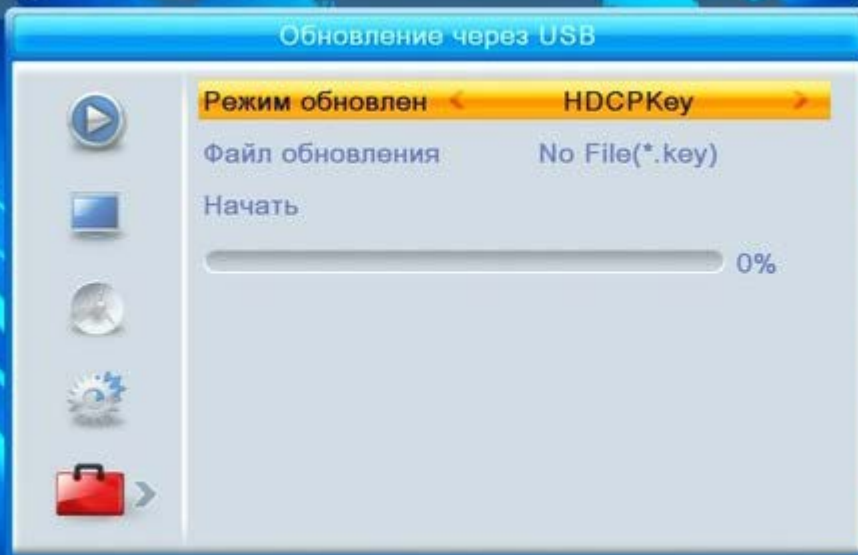 Обновление через USB
Режим обновлен < HDCPKey >
Файл обновления No File(*.key)
Начать
0%